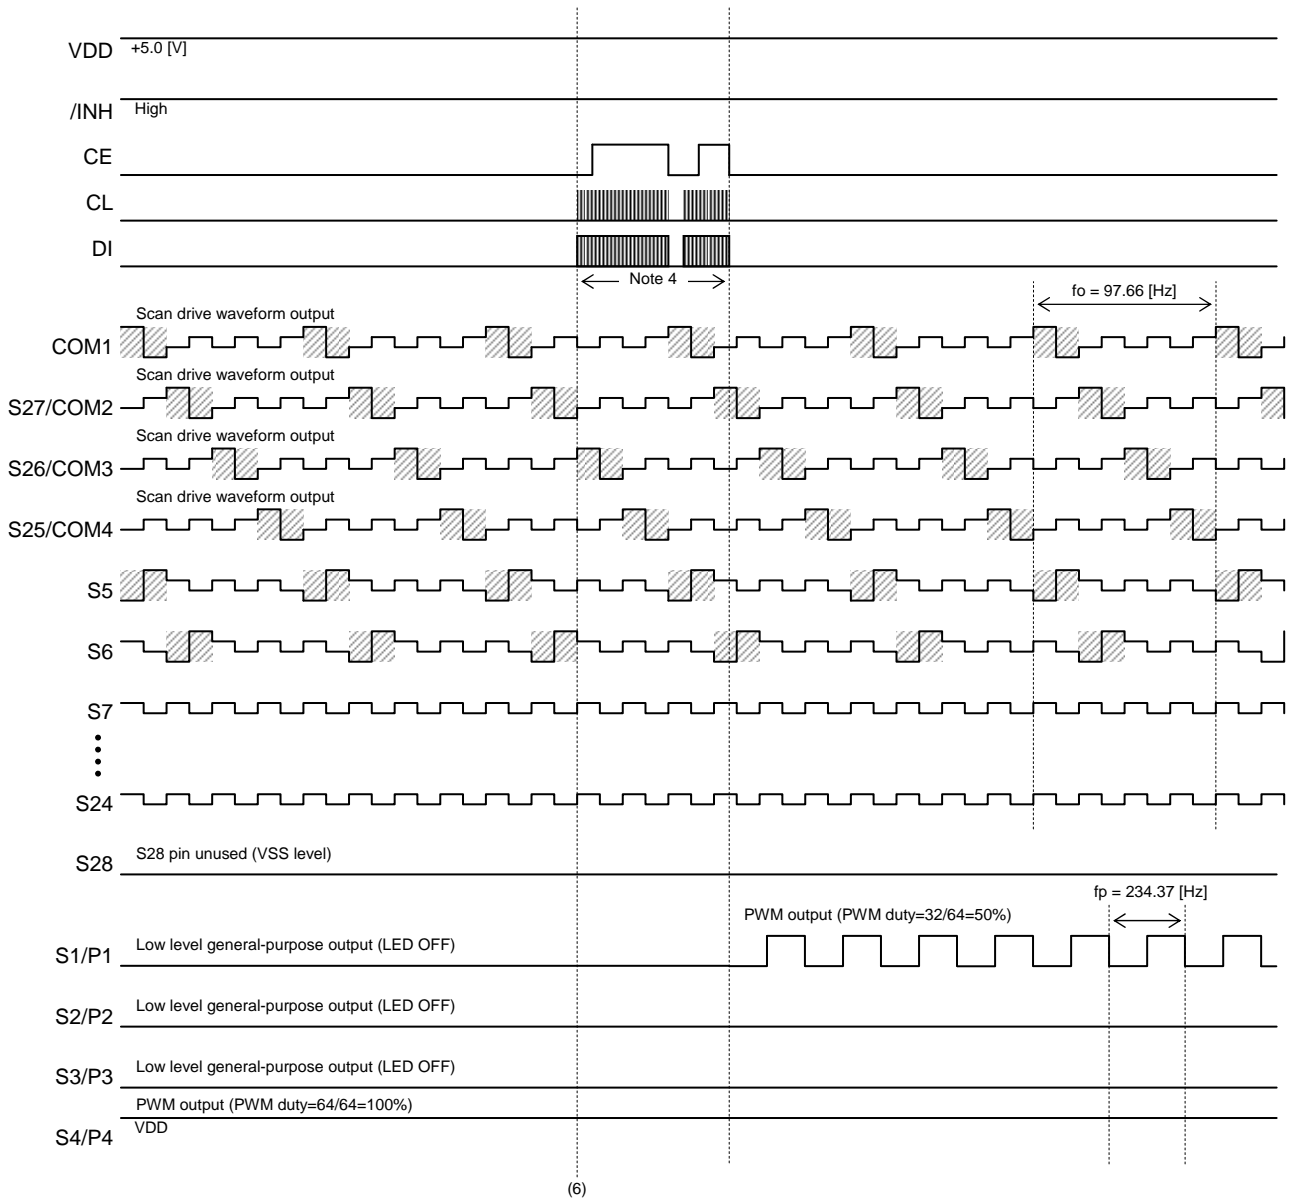 VDD +5.0 [V]
/INH High
CE
CL
DI
Note 4
fo = 97.66 [Hz]
Scan drive waveform output
COM1
Scan drive waveform output
S27/COM2
Scan drive waveform output
S26/COM3
Scan drive waveform output
S25/COM4
S5
S6
S7
S24
S28 S28 pin unused (VSS level)
fp = 234.37 [Hz]
PWM output (PWM duty=32/64=50%)
S1/P1 Low level general-purpose output (LED OFF)
S2/P2 Low level general-purpose output (LED OFF)
S3/P3 Low level general-purpose output (LED OFF)
PWM output (PWM duty=64/64=100%)
S4/P4 VDD
(6)